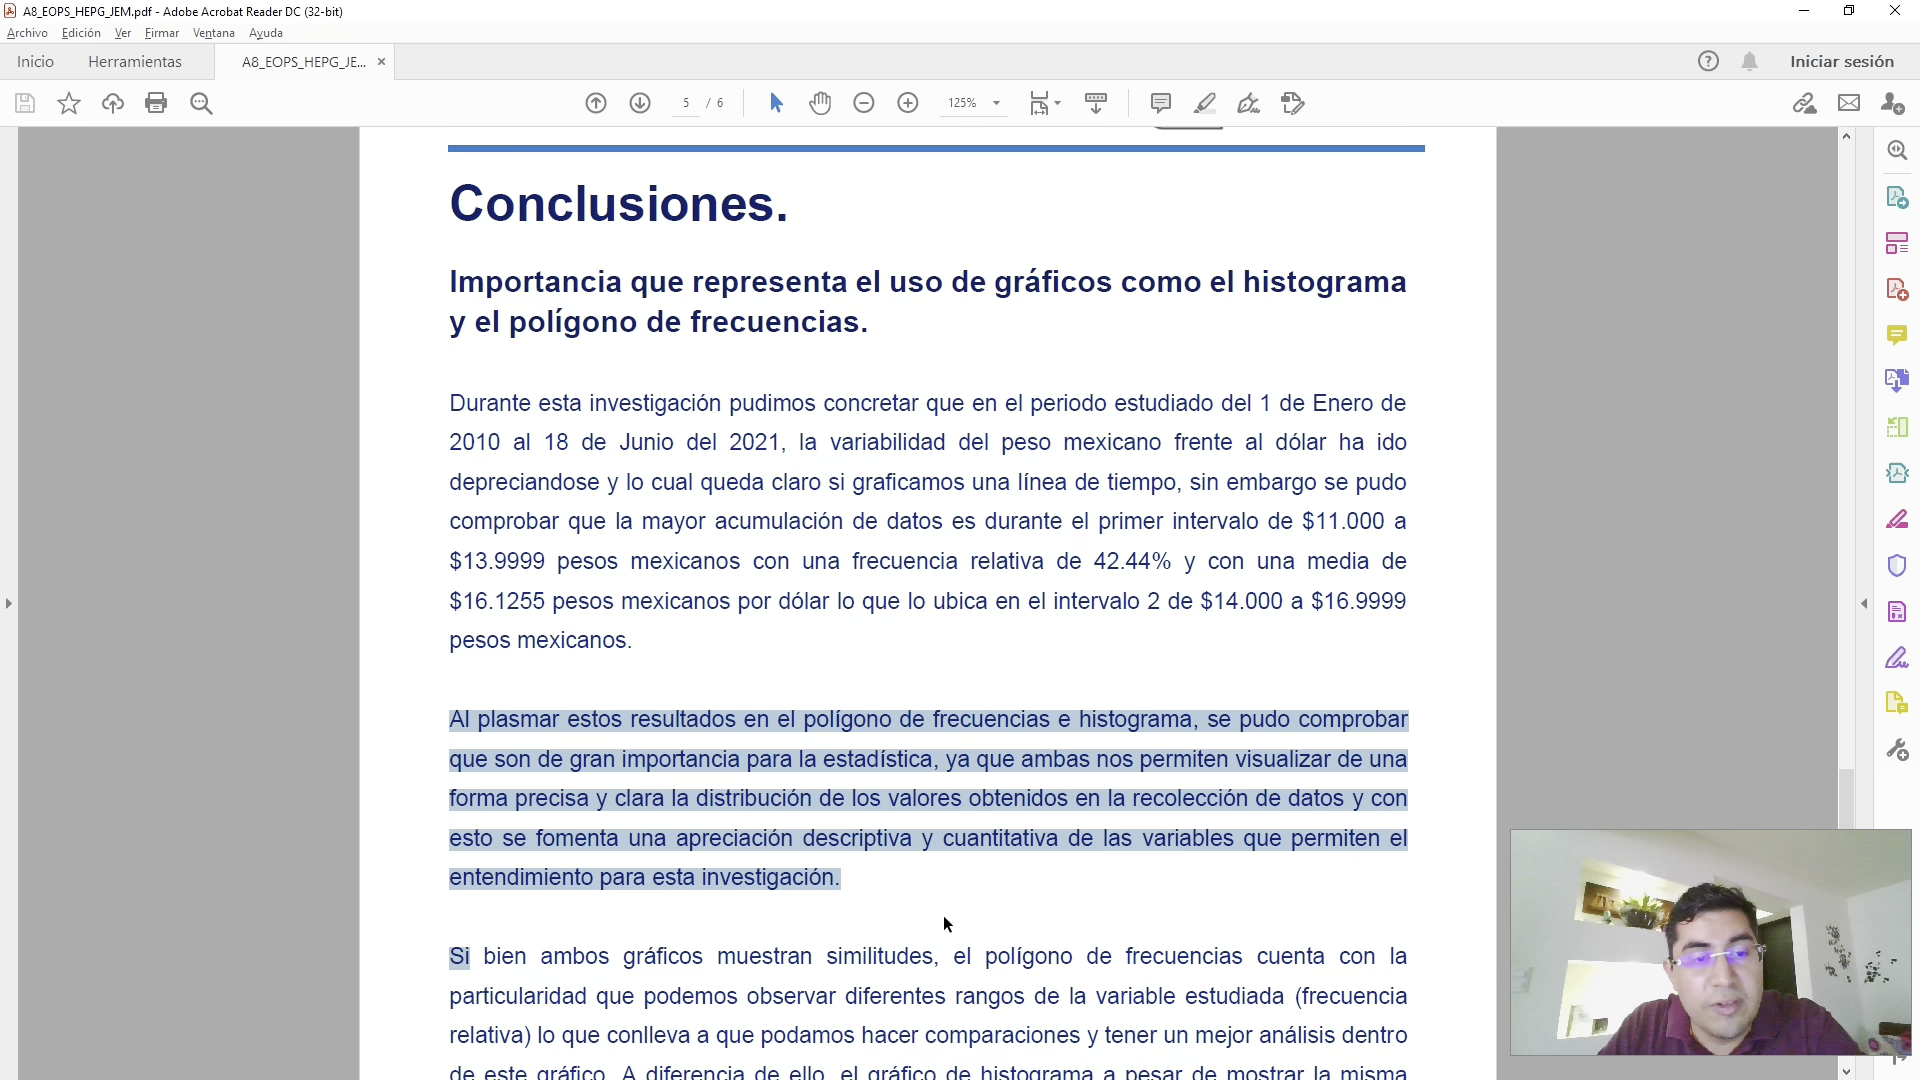 A8_EOPS_HEPG_JEM.pdf - Adobe Acrobat Reader DC (32-bit)
Archivo Edición Ver Firmar Ventana Ayuda
Inicio Herramientas A8_EOPS_HEPG_JE... × Iniciar sesión
5 / 6 125%
Conclusiones.
Importancia que representa el uso de gráficos como el histograma
y el polígono de frecuencias.
Durante esta investigación pudimos concretar que en el periodo estudiado del 1 de Enero de
2010 al 18 de Junio del 2021, la variabilidad del peso mexicano frente al dólar ha ido
depreciandose y lo cual queda claro si graficamos una línea de tiempo, sin embargo se pudo
comprobar que la mayor acumulación de datos es durante el primer intervalo de $11.000 a
$13.9999 pesos mexicanos con una frecuencia relativa de 42.44% y con una media de
$16.1255 pesos mexicanos por dólar lo que lo ubica en el intervalo 2 de $14.000 a $16.9999
pesos mexicanos.
Al plasmar estos resultados en el polígono de frecuencias e histograma, se pudo comprobar
que son de gran importancia para la estadística, ya que ambas nos permiten visualizar de una
forma precisa y clara la distribución de los valores obtenidos en la recolección de datos y con
esto se fomenta una apreciación descriptiva y cuantitativa de las variables que permiten el
entendimiento para esta investigación.
Si bien ambos gráficos muestran similitudes, el polígono de frecuencias cuenta con la
particularidad que podemos observar diferentes rangos de la variable estudiada (frecuencia
relativa) lo que conlleva a que podamos hacer comparaciones y tener un mejor análisis dentro
de este gráfico. A diferencia de ello, el gráfico de histograma a pesar de mostrar la misma